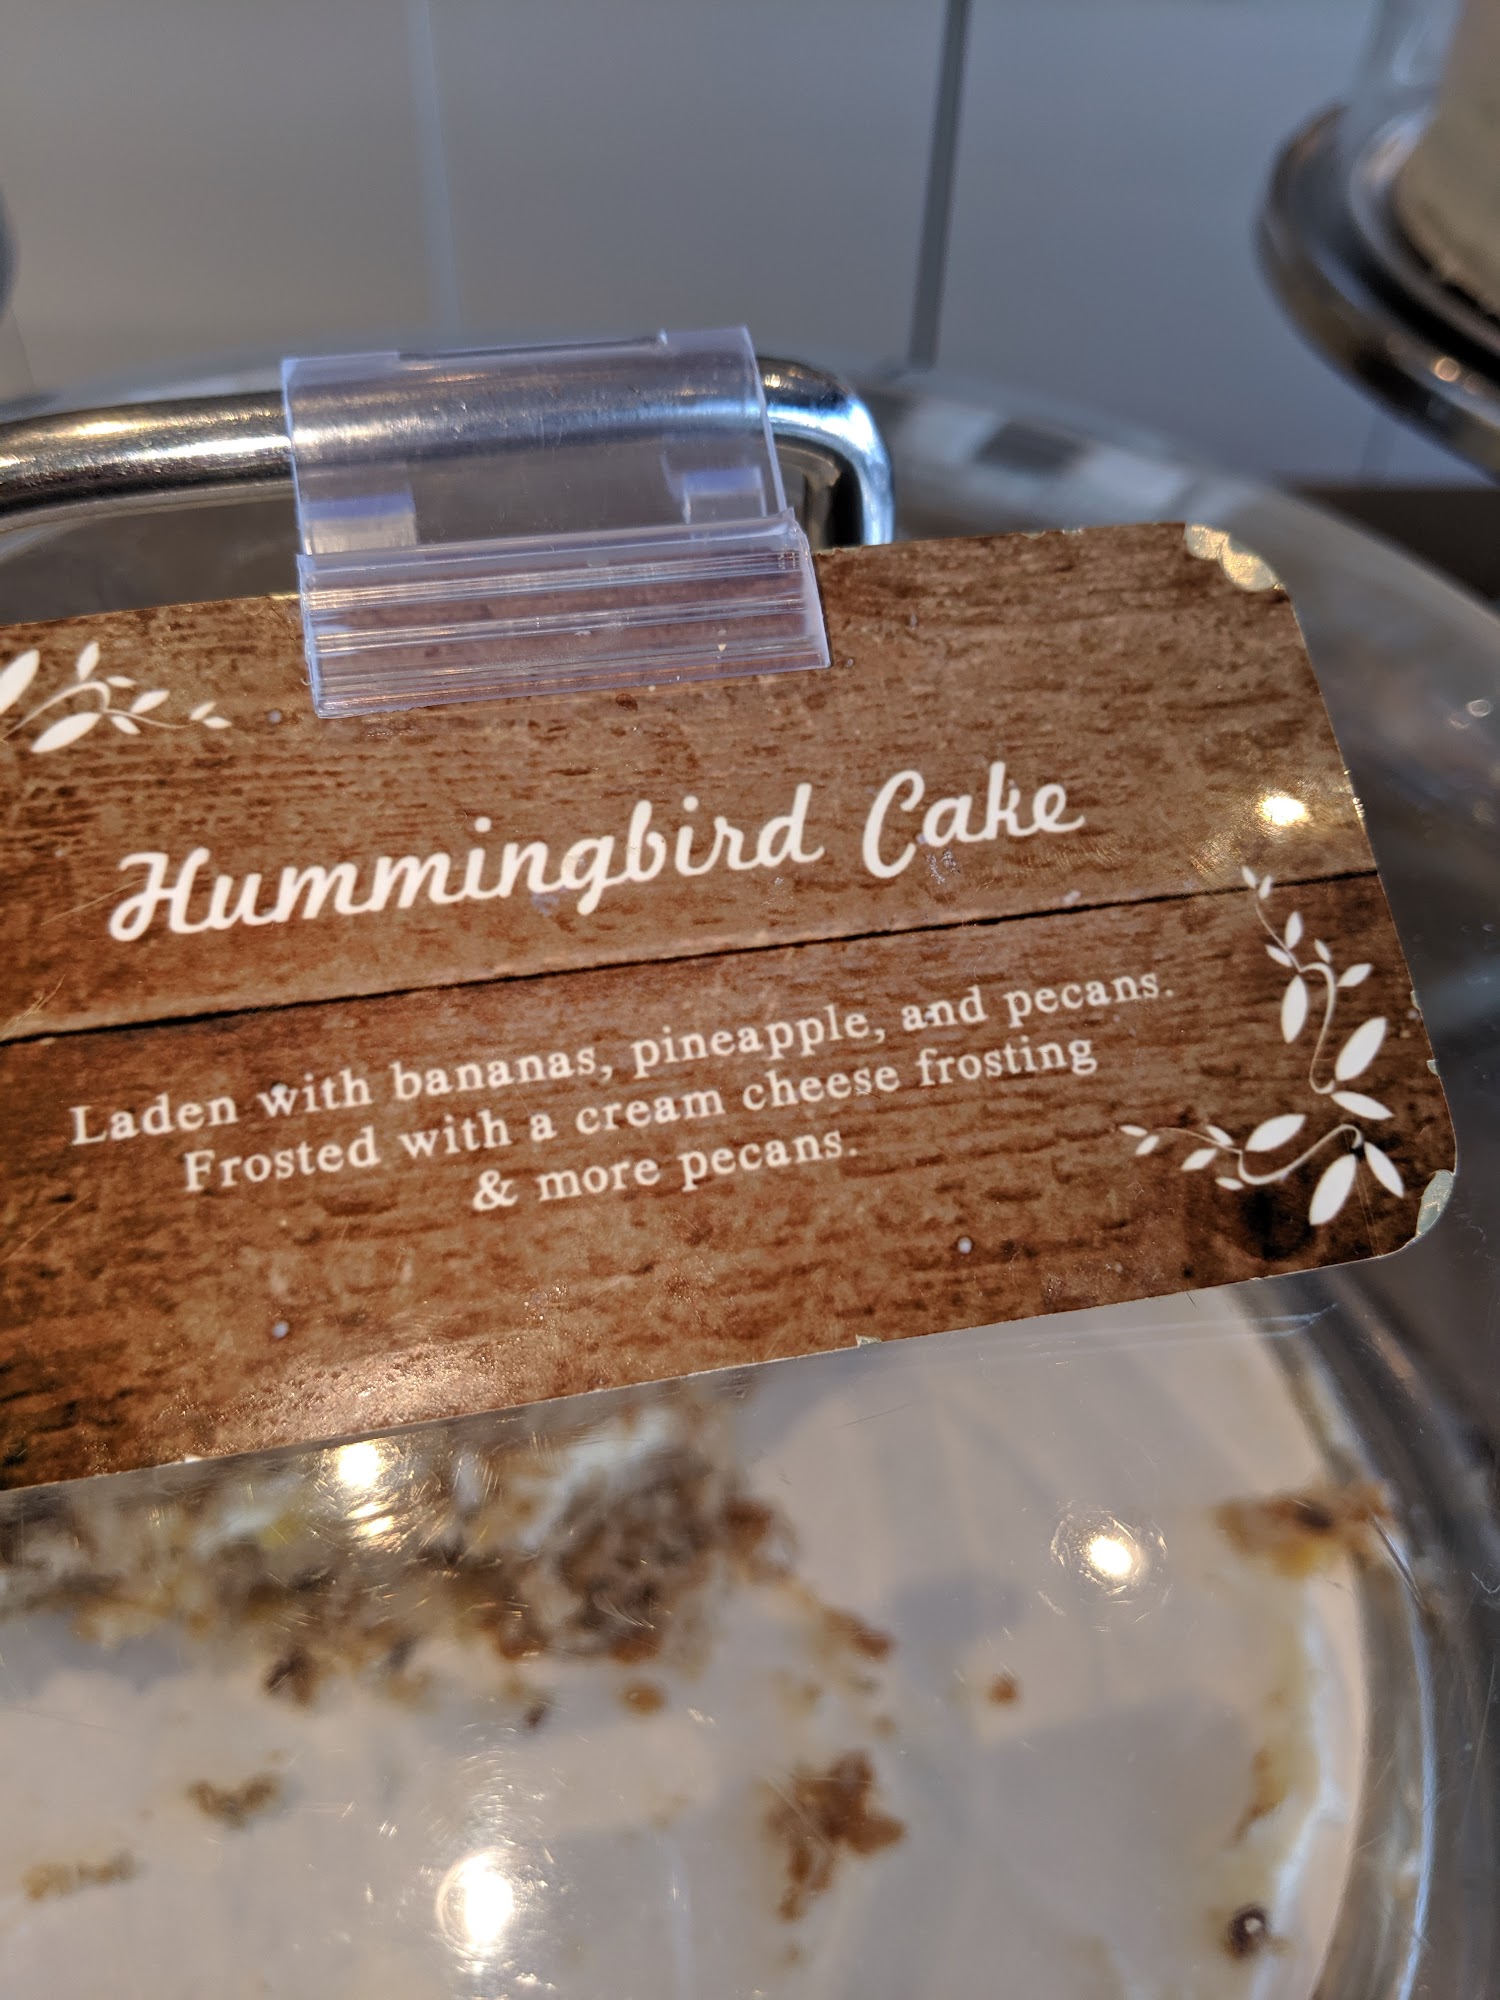 Hummingbird Cake
Laden with bananas, pineapple, and pecans.
Frosted with a cream cheese frosting
& more pecans.